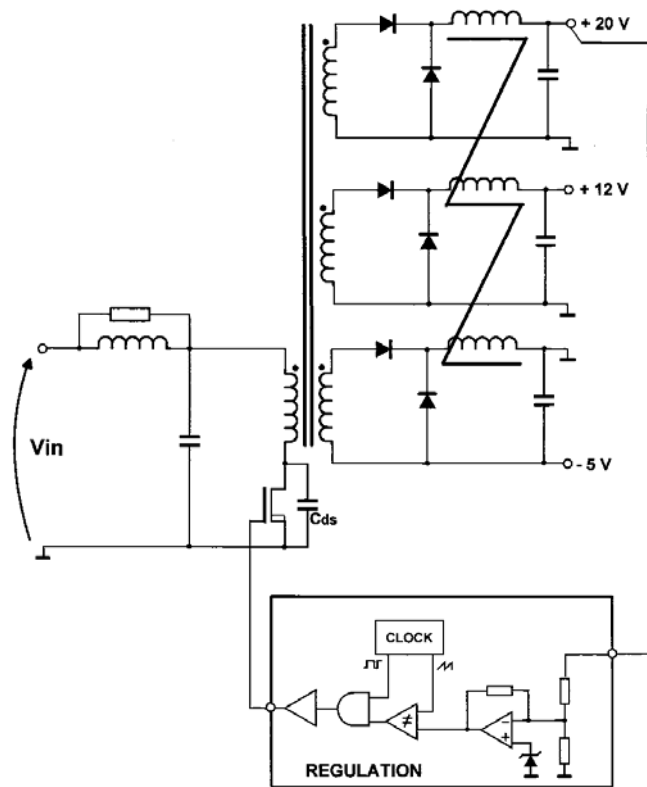 + 20 V
+ 12 V
Vin
- 5 V
Cds
CLOCK
≠
-
+
REGULATION